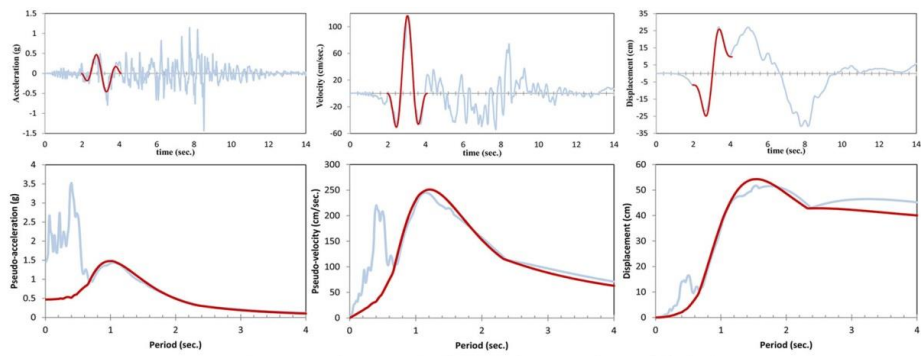 Acceleration (g)
1.5
1
0.5
0
-0.5
-1
-1.5
0 2 4 6 8 10 12 14
time (sec.)
Velocity (cm/sec.)
100
60
20
-20
-60
0 2 4 6 8 10 12 14
time (sec.)
Displacement (cm)
35
25
15
5
-5
-15
-25
-35
0 2 4 6 8 10 12 14
time (sec.)
Pseudo-acceleration (g)
4
3.5
3
2.5
2
1.5
1
0.5
0
0 1 2 3 4
Period (sec.)
Pseudo-velocity (cm/sec.)
300
250
200
150
100
50
0
0 1 2 3 4
Period (sec.)
Displacement (cm)
60
50
40
30
20
10
0
0 1 2 3 4
Period (sec.)